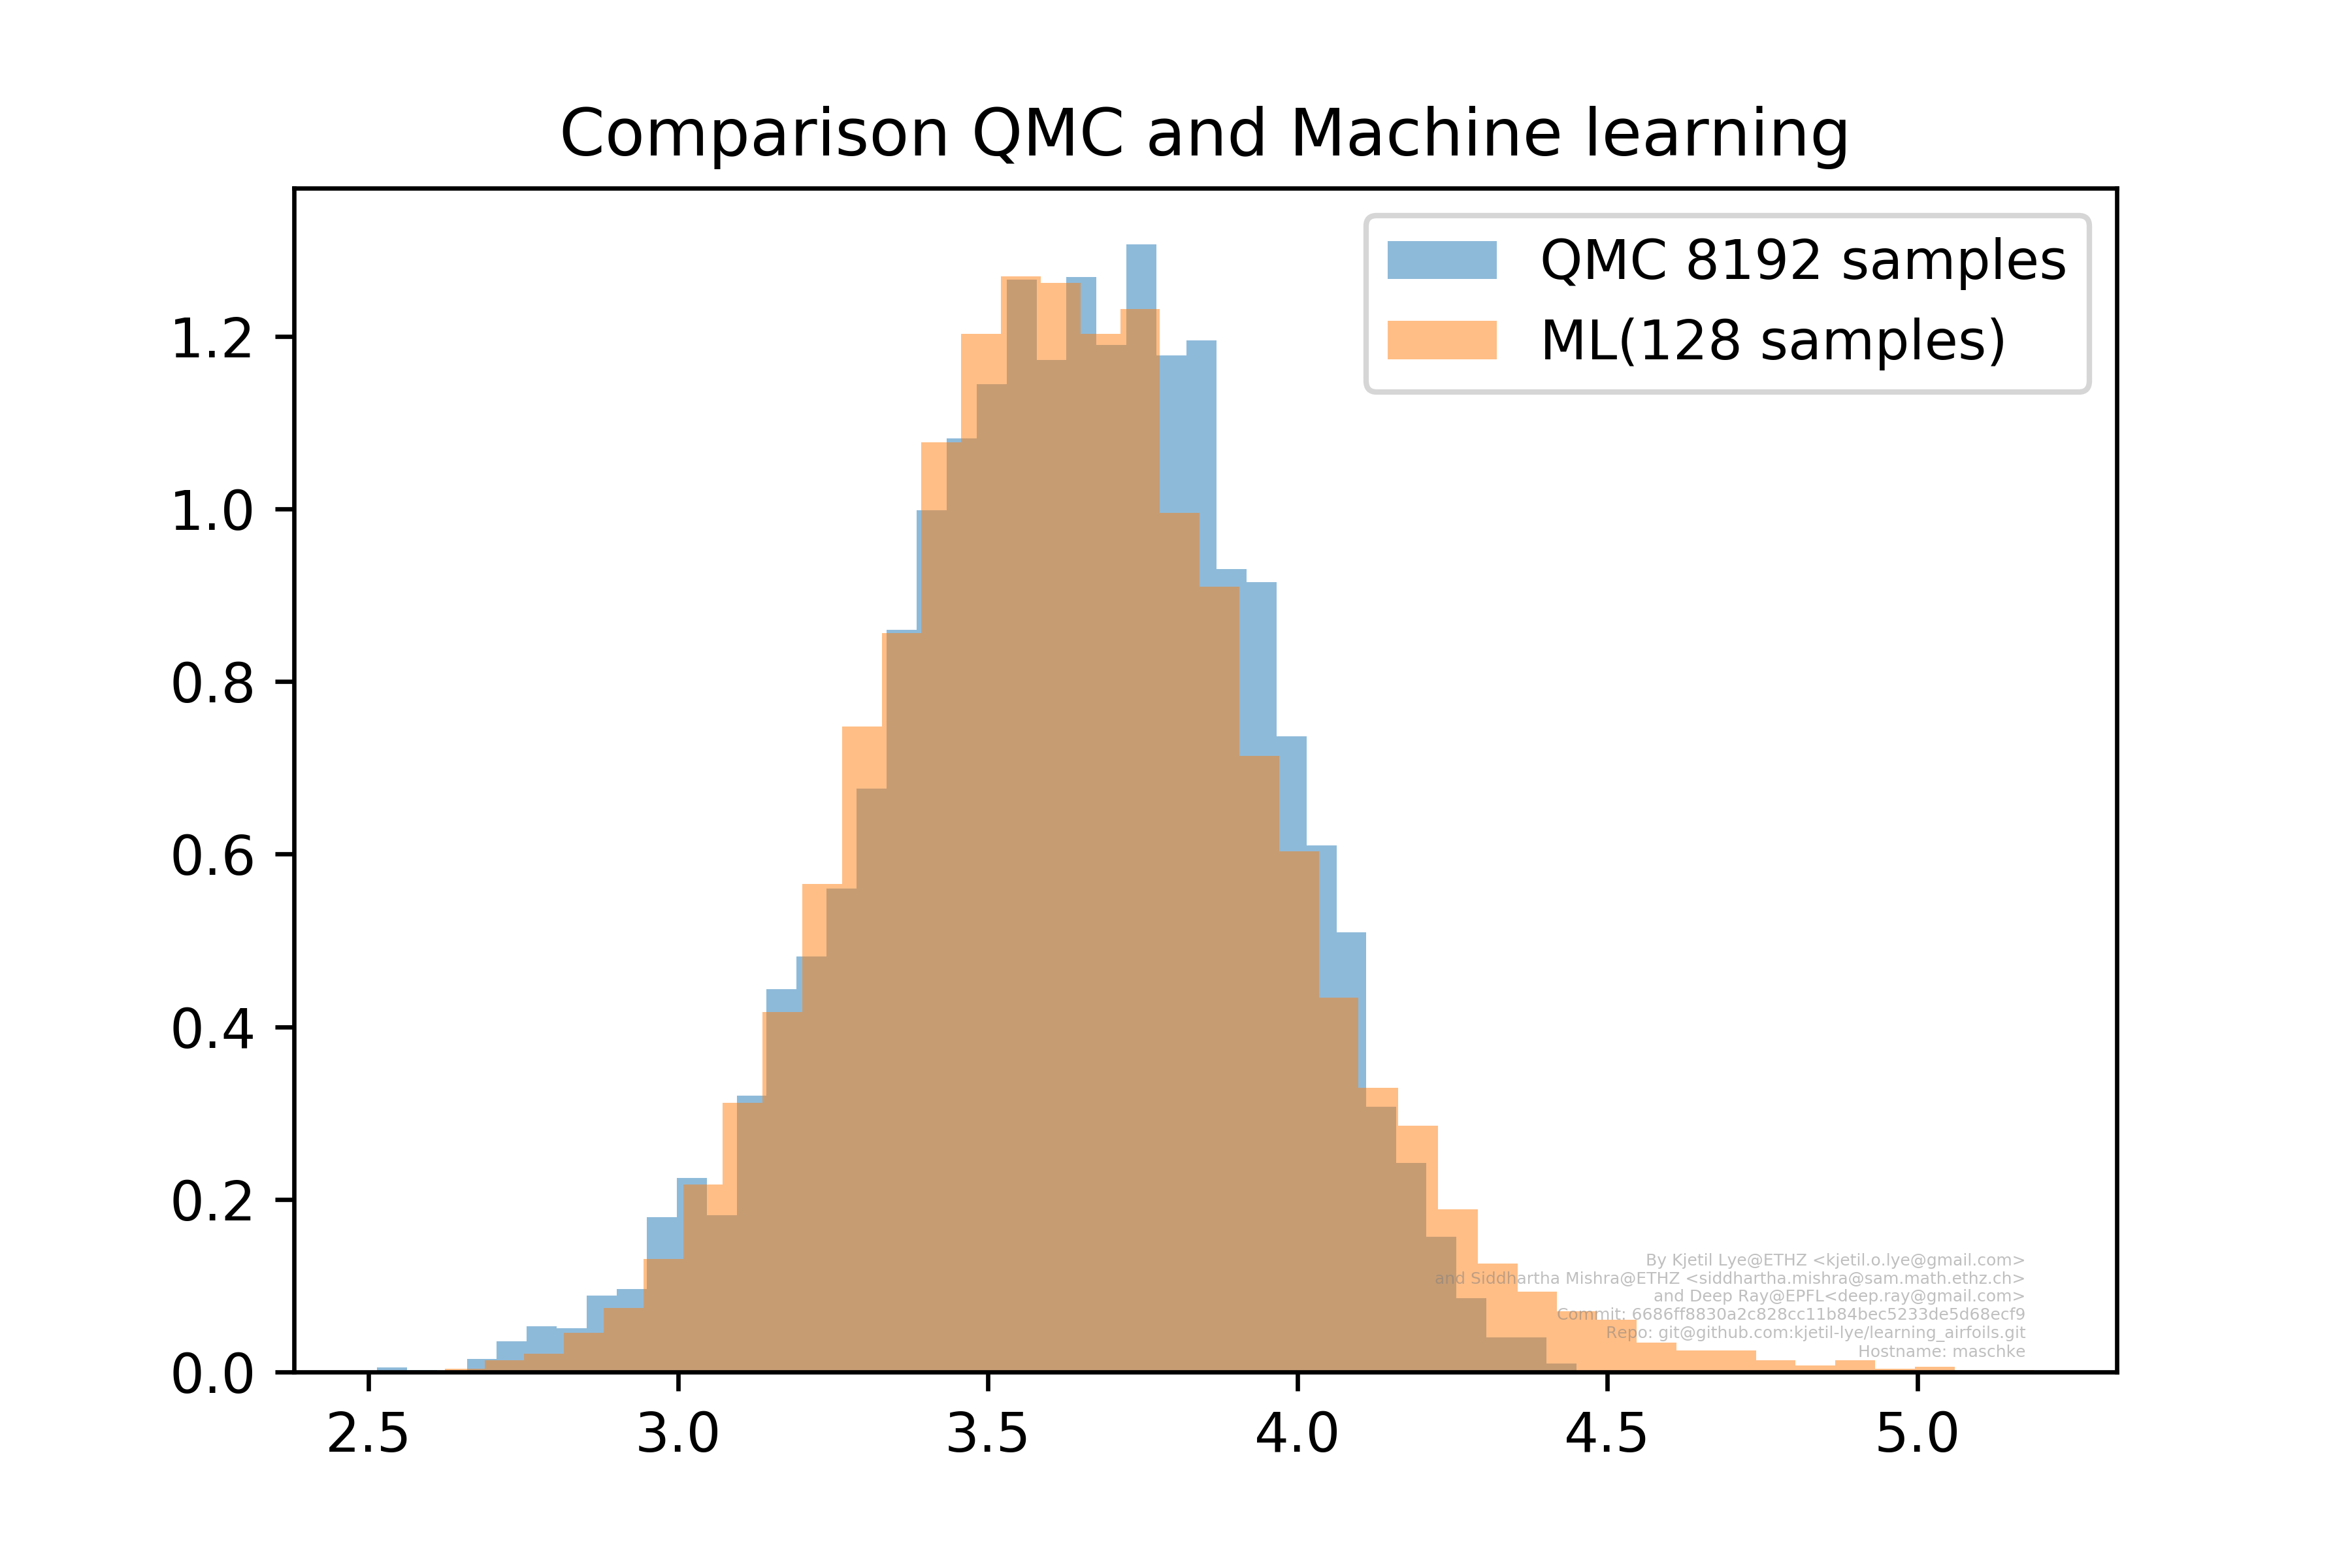 Comparison QMC and Machine learning
QMC 8192 samples
ML(128 samples)
1.2
1.0
0.8
0.6
0.4
0.2
0.0
2.5 3.0 3.5 4.0 4.5 5.0
By Kjetil Lye@ETHZ <kjetil.o.lye@gmail.com>
and Siddhartha Mishra@ETHZ <siddhartha.mishra@sam.math.ethz.ch>
and Deep Ray@EPFL<deep.ray@gmail.com>
Commit: 6686ff8830a2c828cc11b84bec5233de5d68ecf9
Repo: git@github.com:kjetil-lye/learning_airfoils.git
Hostname: maschke